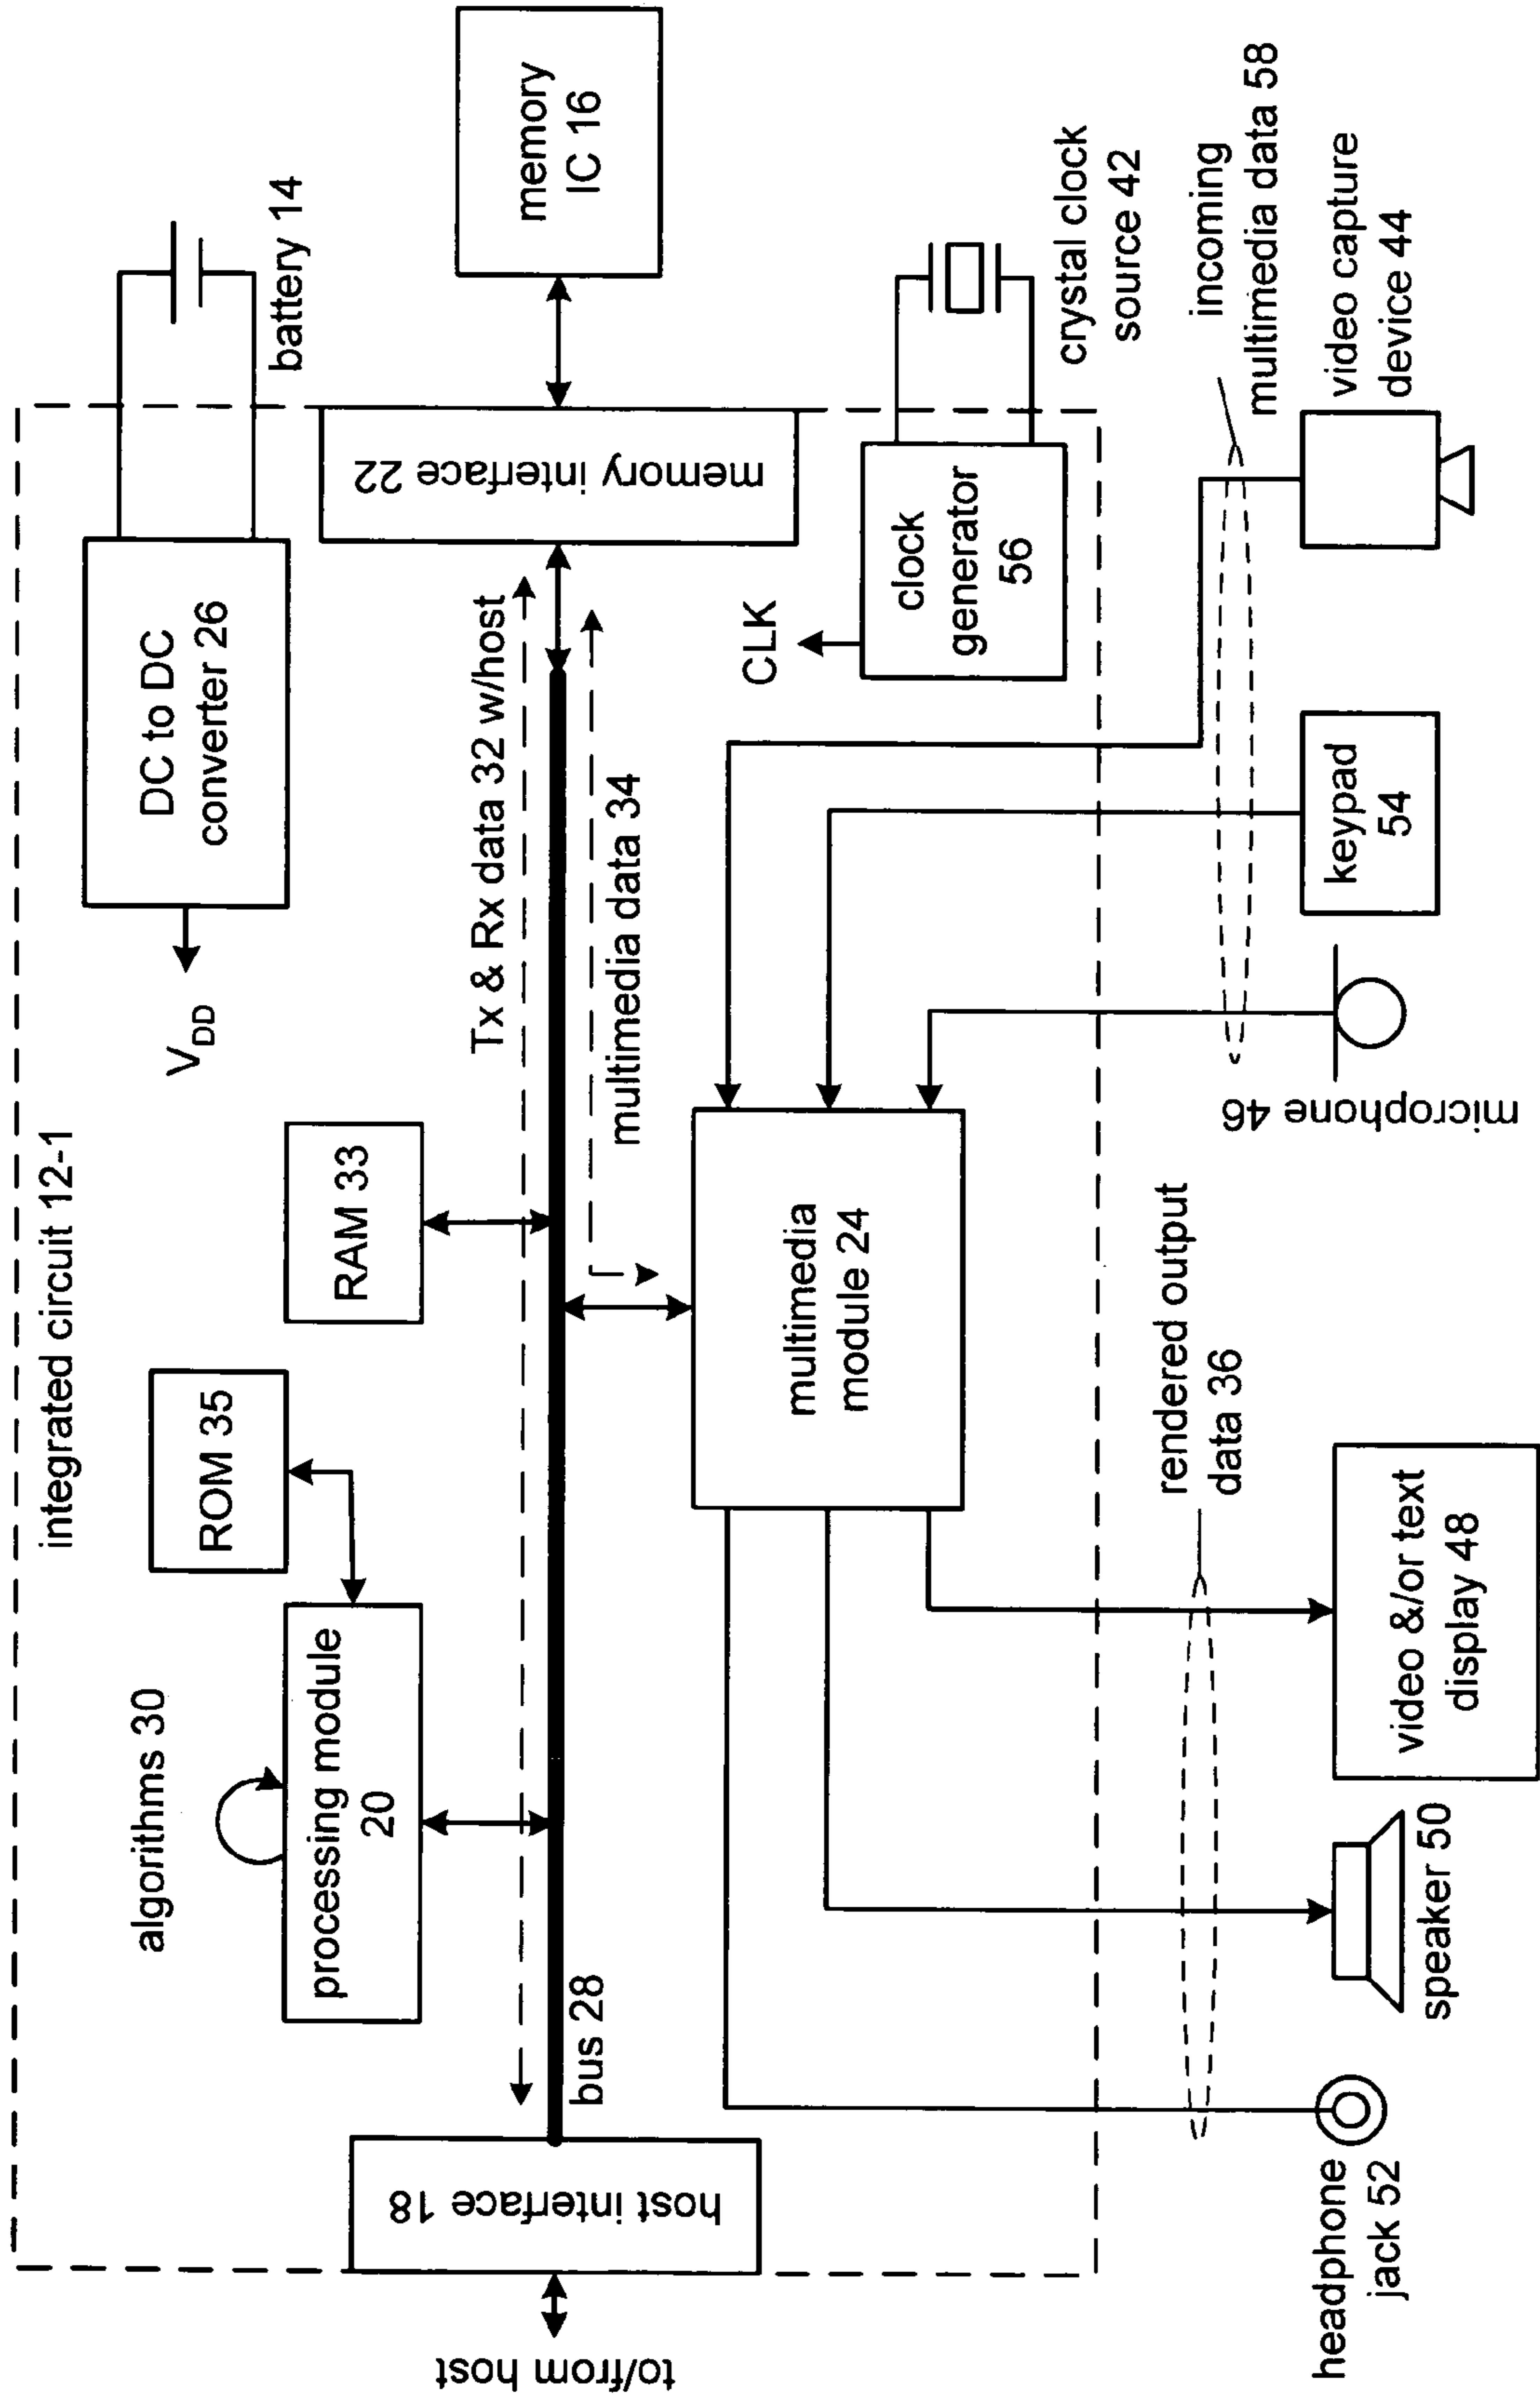 integrated circuit 12-1
algorithms 30
processing module
20
ROM 35
RAM 33
V_DD
DC to DC
converter 26
battery 14
to/from host
host interface 18
bus 28
Tx & Rx data 32 w/host
multimedia data 34
memory interface 22
memory
IC 16
multimedia
module 24
CLK
clock
generator
56
crystal clock
source 42
rendered output
data 36
incoming
multimedia data 58
headphone
jack 52
speaker 50
video &/or text
display 48
microphone 46
keypad
54
video capture
device 44